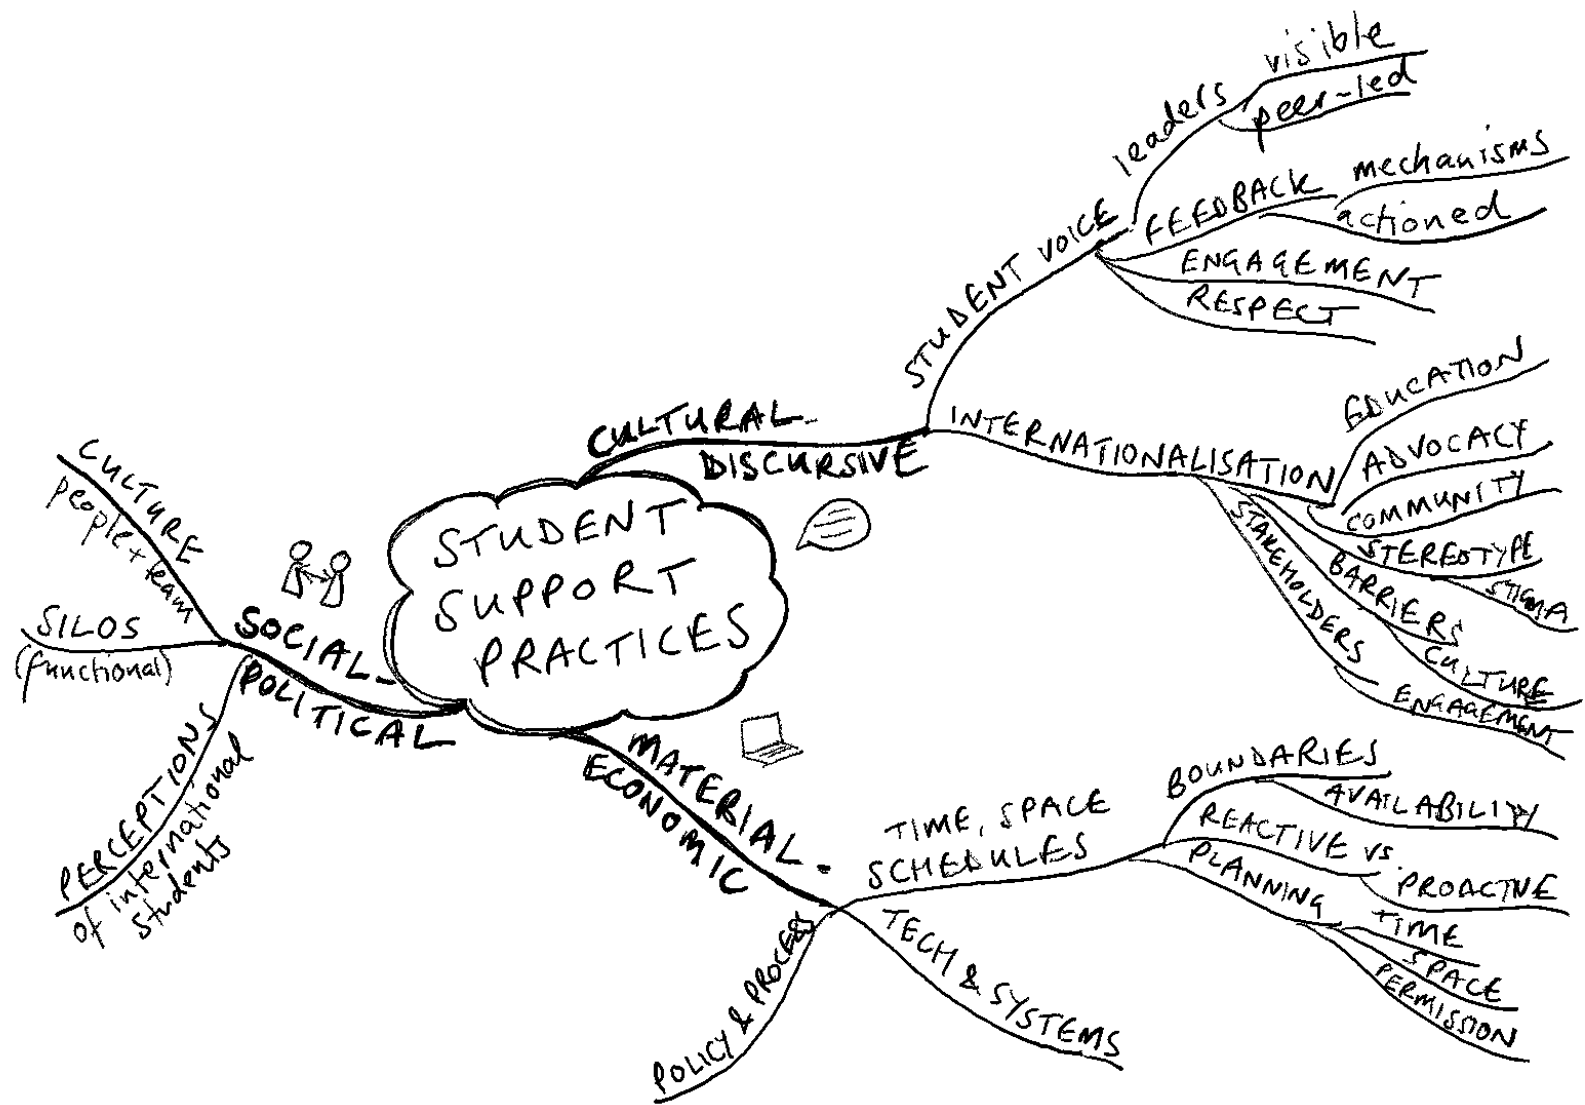 STUDENT
SUPPORT
PRACTICES
CULTURAL-
DISCURSIVE
STUDENT VOICE
leaders
visible
peer-led
FEEDBACK
mechanisms
actioned
ENGAGEMENT
RESPECT
INTERNATIONALISATION
EDUCATION
ADVOCACY
COMMUNITY
STEREOTYPE
STIGMA
BARRIERS
CULTURE
STAKEHOLDERS
ENGAGEMENT
MATERIAL-
ECONOMIC
TIME, SPACE
SCHEDULES
BOUNDARIES
AVAILABILITY
REACTIVE vs.
PROACTIVE
PLANNING
TIME
SPACE
PERMISSION
TECH & SYSTEMS
POLICY & PROCESS
SOCIAL-
POLITICAL
CULTURE
people + team
SILOS
(functional)
PERCEPTIONS
of international
students